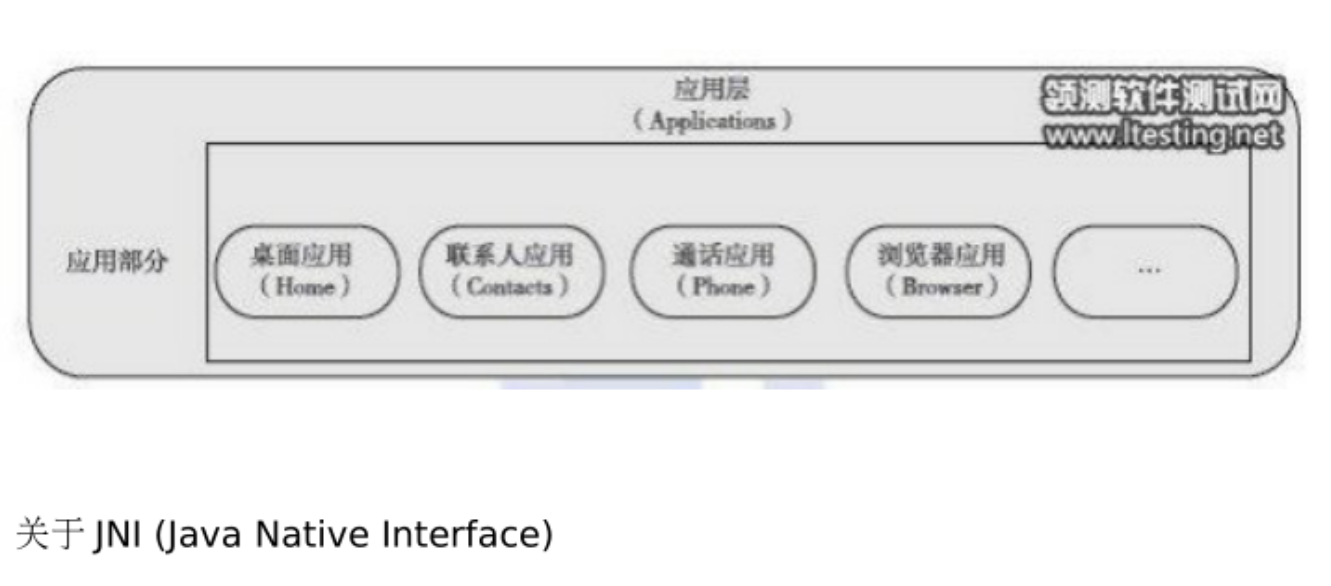 应用层
(Applications)
领测软件测试网
www.ltesting.net
应用部分
桌面应用
(Home)
联系人应用
(Contacts)
通话应用
(Phone)
浏览器应用
(Browser)
...
关于 JNI (Java Native Interface)